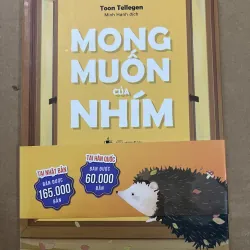 Toon Tellegen
Minh Hạnh dịch
MONG
MUỐN
CỦA
NHÍM
TẠI NHẬT BẢN
BÁN ĐƯỢC
165.000
BẢN
TẠI HÀN QUỐC
BÁN ĐƯỢC
60.000
BẢN